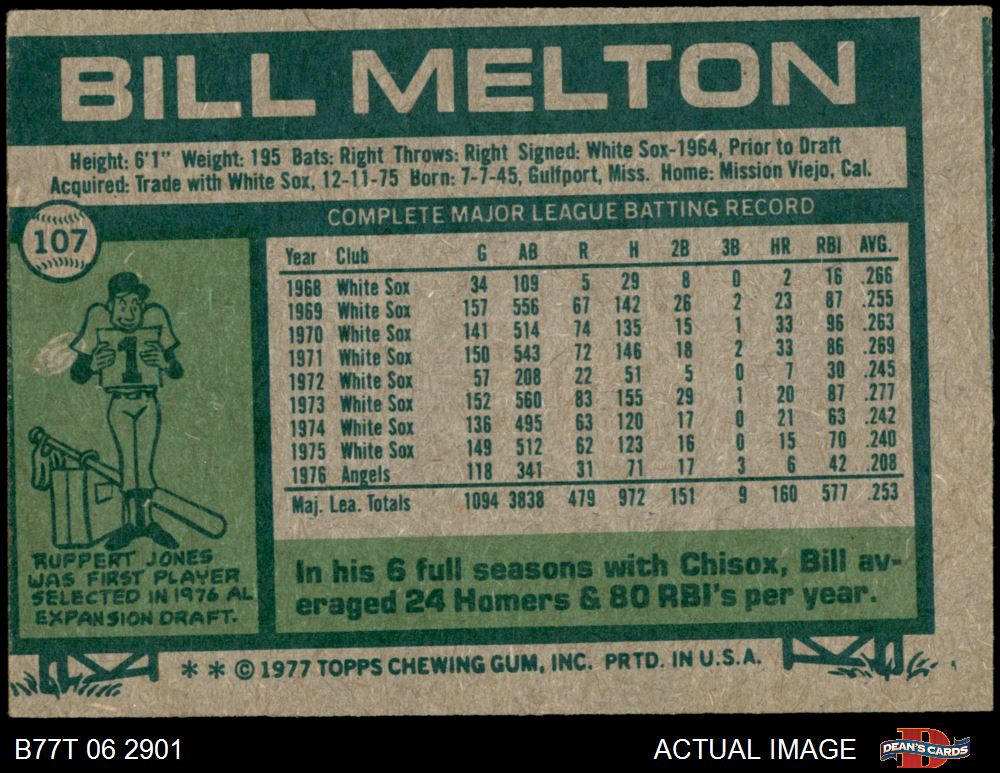 BILL MELTON
Height: 6'1" Weight: 195 Bats: Right Throws: Right Signed: White Sox-1964, Prior to Draft
Acquired: Trade with White Sox, 12-11-75 Born: 7-7-45, Gulfport, Miss. Home: Mission Viejo, Cal.
107
COMPLETE MAJOR LEAGUE BATTING RECORD
Year Club G AB R H 2B 3B HR RBI AVG.
1968 White Sox 34 109 5 29 8 0 2 16 .266
1969 White Sox 157 556 67 142 26 2 23 87 .255
1970 White Sox 141 514 74 135 15 1 33 96 .263
1971 White Sox 150 543 72 146 18 2 33 86 .269
1972 White Sox 57 208 22 51 5 0 7 30 .245
1973 White Sox 152 560 83 155 29 1 20 87 .277
1974 White Sox 136 495 63 120 17 0 21 63 .242
1975 White Sox 149 512 62 123 16 0 15 70 .240
1976 Angels 118 341 31 71 17 3 6 42 .208
Maj. Lea. Totals 1094 3838 479 972 151 9 160 577 .253
1
RUPPERT JONES
WAS FIRST PLAYER
SELECTED IN 1976 AL
EXPANSION DRAFT.
In his 6 full seasons with Chisox, Bill av-
eraged 24 Homers & 80 RBI's per year.
* * © 1977 TOPPS CHEWING GUM, INC. PRTD. IN U.S.A.
B77T 06 2901
ACTUAL IMAGE
DEAN'S CARDS